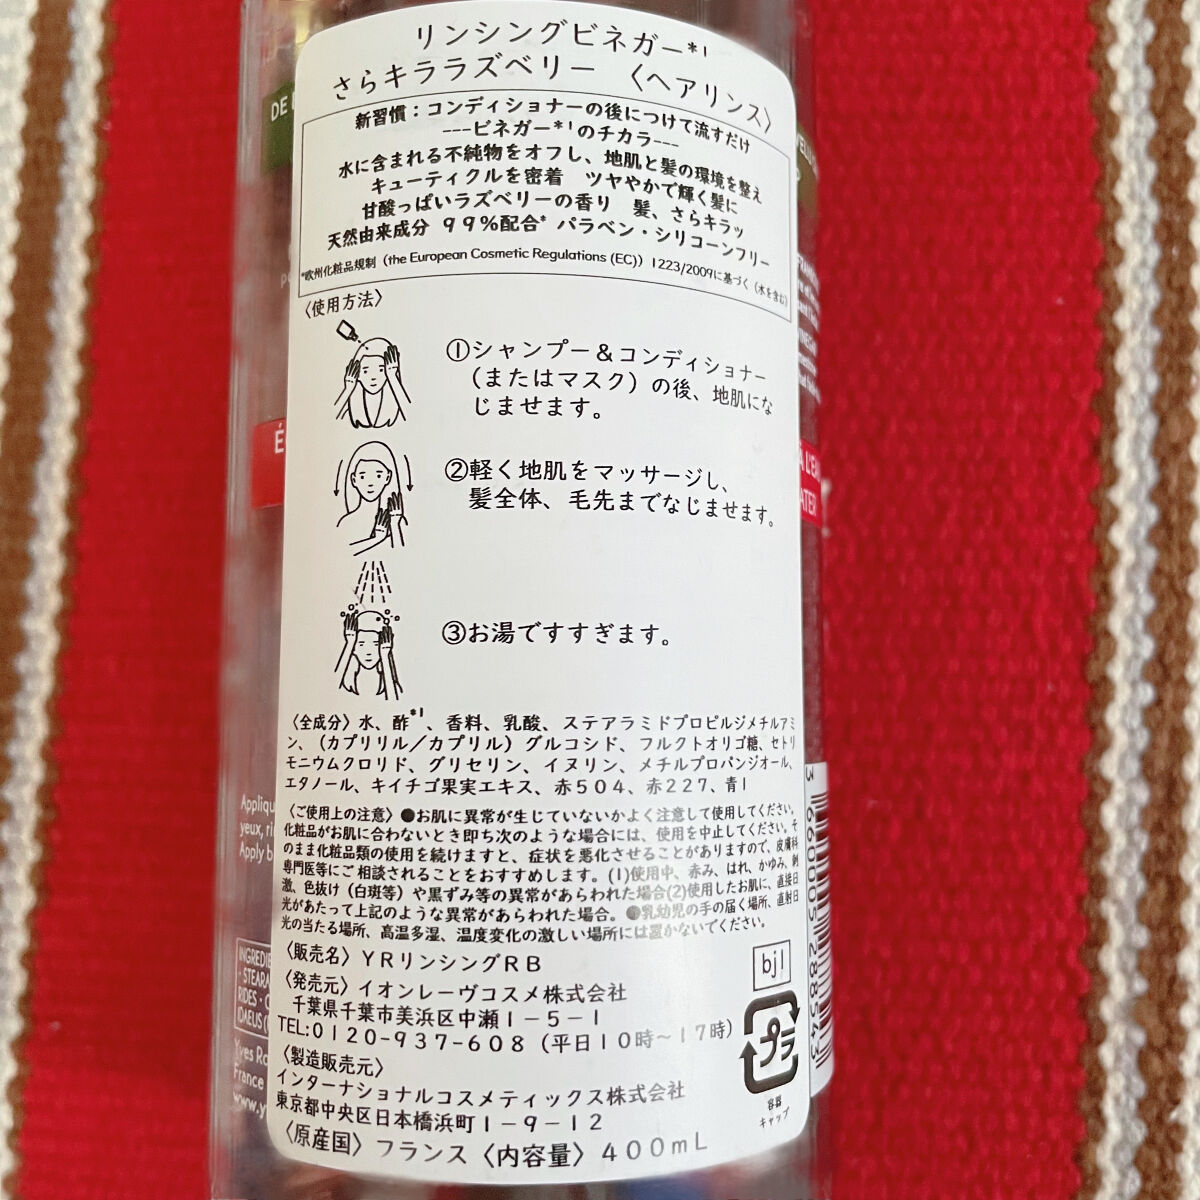 リンシングビネガー*1
さらキララズベリー 〈ヘアリンス〉
新習慣：コンディショナーの後につけて流すだけ
---ビネガー*1のチカラ---
水に含まれる不純物をオフし、地肌と髪の環境を整え
キューティクルを密着 ツヤやかで輝く髪に
甘酸っぱいラズベリーの香り 髪、さらキラッ
天然由来成分 99%配合* パラベン・シリコーンフリー
*欧州化粧品規制（the European Cosmetic Regulations (EC)）1223/2009に基づく（水を含む）
〈使用方法〉
①シャンプー＆コンディショナー
（またはマスク）の後、地肌にな
じませます。
②軽く地肌をマッサージし、
髪全体、毛先までなじませます。
③お湯ですすぎます。
〈全成分〉水、酢*1、香料、乳酸、ステアラミドプロピルジメチルアミ
ン、（カプリリル／カプリル）グルコシド、フルクトオリゴ糖、セトリ
モニウムクロリド、グリセリン、イヌリン、メチルプロパンジオール、
エタノール、キイチゴ果実エキス、赤504、赤227、青1
〈ご使用上の注意〉●お肌に異常が生じていないかよく注意して使用してください。
化粧品がお肌に合わないとき即ち次のような場合には、使用を中止してください。そ
のまま化粧品類の使用を続けますと、症状を悪化させることがありますので、皮膚科
専門医等にご相談されることをおすすめします。(1)使用中、赤み、はれ、かゆみ、刺
激、色抜け（白斑等）や黒ずみ等の異常があらわれた場合(2)使用したお肌に、直接日
光があたって上記のような異常があらわれた場合。●乳幼児の手の届く場所、直射日
光の当たる場所、高温多湿、温度変化の激しい場所には置かないでください。
〈販売名〉YRリンシングRB
bj1
〈発売元〉イオンレーヴコスメ株式会社
千葉県千葉市美浜区中瀬1-5-1
TEL:0120-937-608（平日10時～17時）
〈製造販売元〉
インターナショナルコスメティックス株式会社
東京都中央区日本橋浜町1-9-12
〈原産国〉フランス〈内容量〉400mL
プラ
容器
キャップ
3 660005 288543
DE
Appliqu
yeux, ri
Apply b
INGREDIE
- STEARA
RIDES - C
IDAEUS (
Yves Ro
France
www.y
À L'EA
ATER